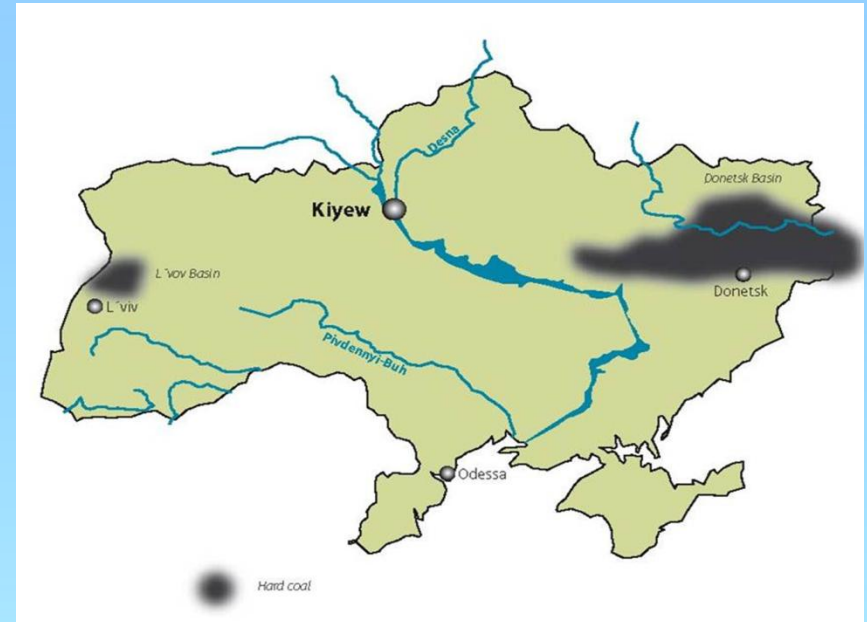 Desna
Donetsk Basin
Kiyew
L´vov Basin
Donetsk
L´viv
Pivdennyi-Buh
Odessa
Hard coal